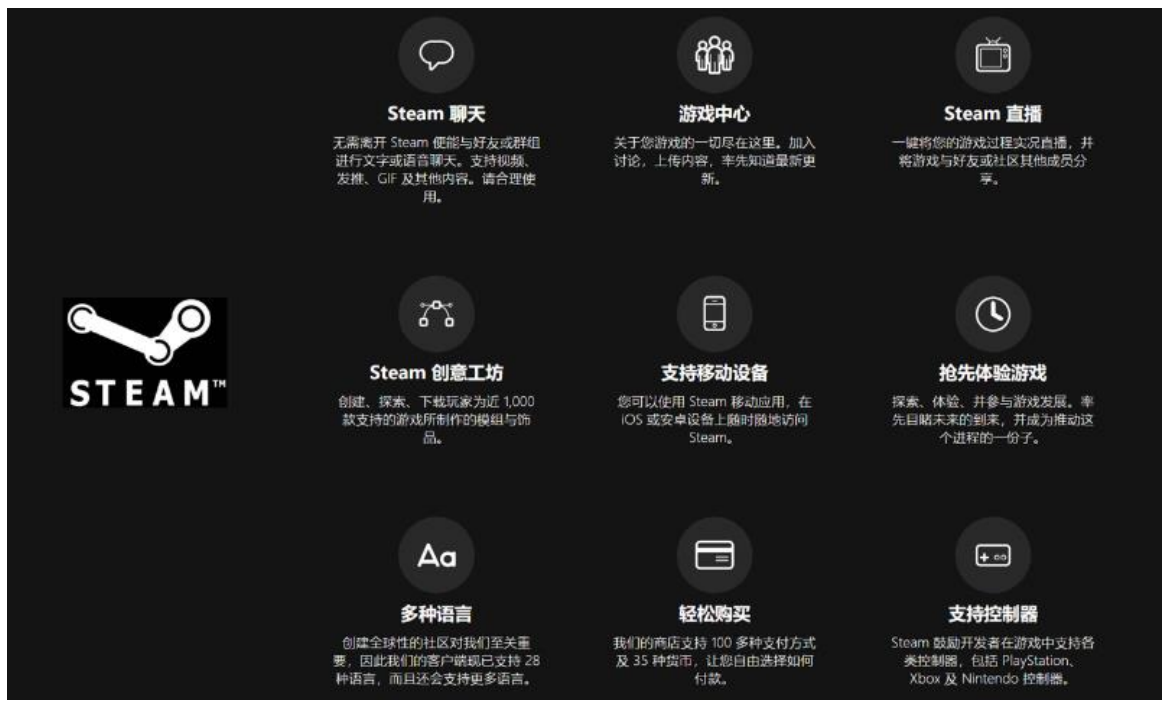 Steam 聊天
无需离开 Steam 便能与好友或群组
进行文字或语音聊天。支持视频、
发推、GIF 及其他内容。请合理使
用。
游戏中心
关于您游戏的一切尽在这里。加入
讨论，上传内容，率先知道最新更
新。
Steam 直播
一键将您的游戏过程实况直播，并
将游戏与好友或社区其他成员分
享。
STEAM™
Steam 创意工坊
创建、探索、下载玩家为近 1,000
款支持的游戏所制作的模组与饰
品。
支持移动设备
您可以使用 Steam 移动应用，在
iOS 或安卓设备上随时随地访问
Steam。
抢先体验游戏
探索、体验、并参与游戏发展。率
先目睹未来的到来，并成为推动这
个进程的一份子。
Aa
多种语言
创建全球性的社区对我们至关重
要，因此我们的客户端现已支持 28
种语言，而且还会支持更多语言。
轻松购买
我们的商店支持 100 多种支付方式
及 35 种货币，让您自由选择如何
付款。
支持控制器
Steam 鼓励开发者在游戏中支持各
类控制器，包括 PlayStation、
Xbox 及 Nintendo 控制器。